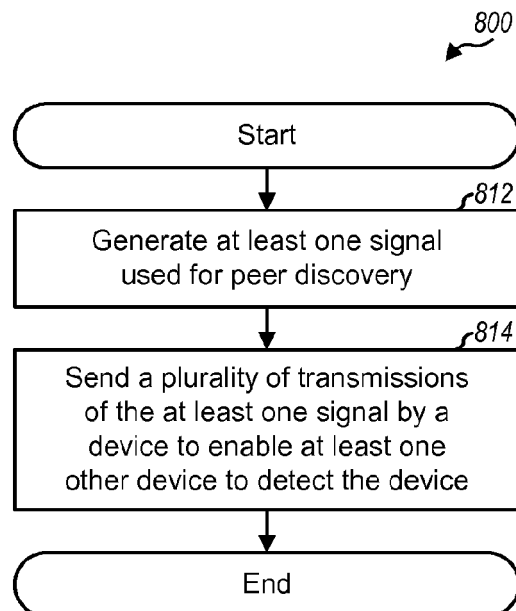 800
Start
812
Generate at least one signal
used for peer discovery
814
Send a plurality of transmissions
of the at least one signal by a
device to enable at least one
other device to detect the device
End